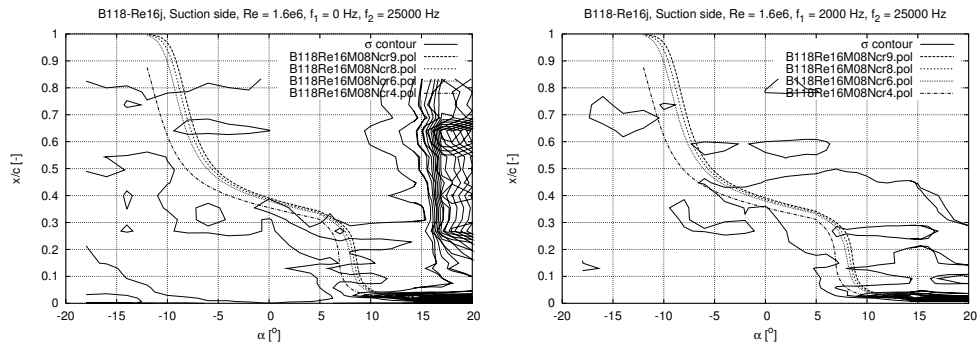 B118-Re16j, Suction side, Re = 1.6e6, f1 = 0 Hz, f2 = 25000 Hz
σ contour
B118Re16M08Ncr9.pol
B118Re16M08Ncr8.pol
B118Re16M08Ncr6.pol
B118Re16M08Ncr4.pol
1
0.9
0.8
0.7
0.6
0.5
0.4
0.3
0.2
0.1
0
x/c [-]
-20 -15 -10 -5 0 5 10 15 20
α [o]
B118-Re16j, Suction side, Re = 1.6e6, f1 = 2000 Hz, f2 = 25000 Hz
σ contour
B118Re16M08Ncr9.pol
B118Re16M08Ncr8.pol
B118Re16M08Ncr6.pol
B118Re16M08Ncr4.pol
1
0.9
0.8
0.7
0.6
0.5
0.4
0.3
0.2
0.1
0
x/c [-]
-20 -15 -10 -5 0 5 10 15 20
α [o]